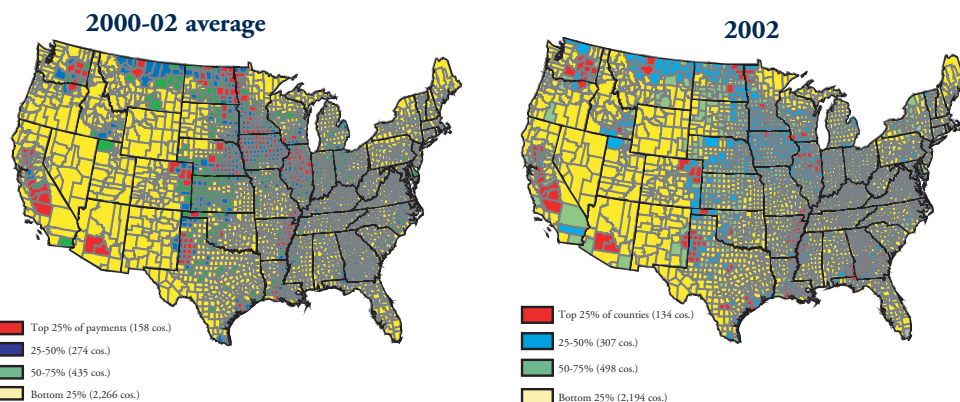 2000-02 average
Top 25% of payments (158 cos.)
25-50% (274 cos.)
50-75% (435 cos.)
Bottom 25% (2,266 cos.)
2002
Top 25% of counties (134 cos.)
25-50% (307 cos.)
50-75% (498 cos.)
Bottom 25% (2,194 cos.)